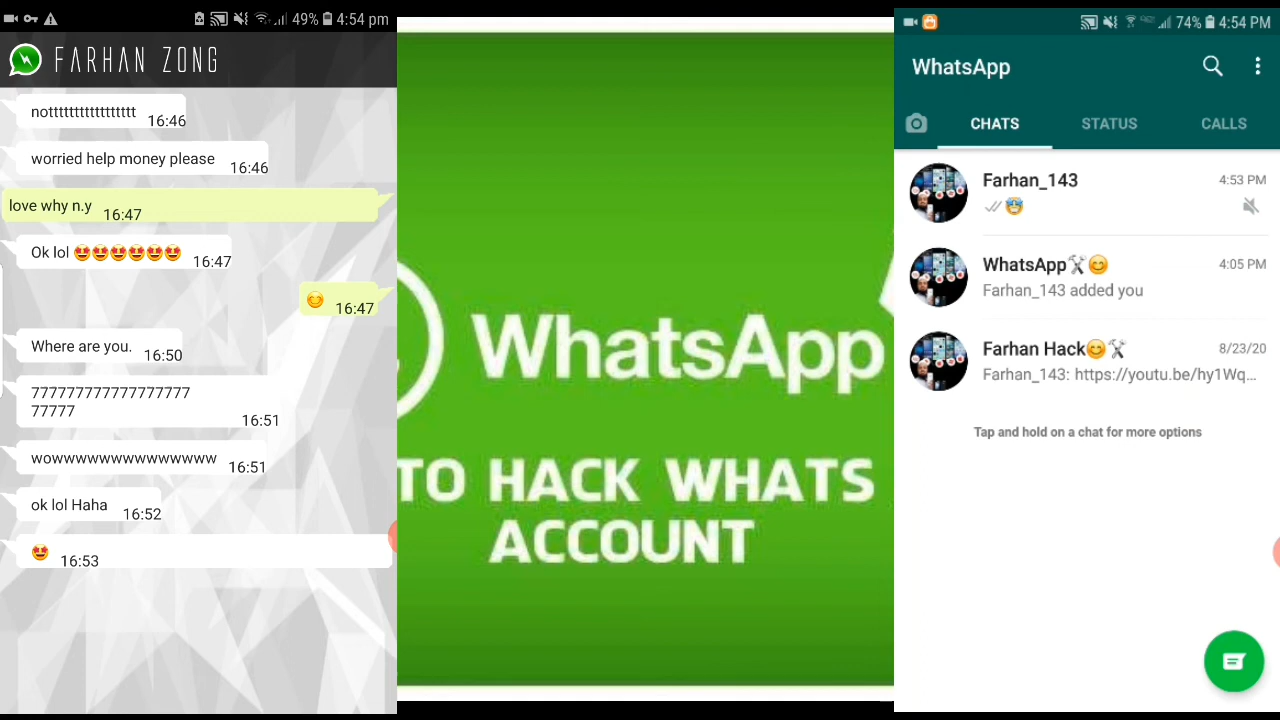 49% 4:54 pm
FARHAN ZONG
notttttttttttttttttt 16:46
worried help money please 16:46
love why n.y 16:47
Ok lol 🤩🤩🤩🤩🤩🤩 16:47
😊 16:47
Where are you. 16:50
777777777777777777
77777 16:51
wowwwwwwwwwwwwww 16:51
ok lol Haha 16:52
🤩 16:53
WhatsApp
TO HACK WHATS
ACCOUNT
74% 4:54 PM
WhatsApp
CHATS STATUS CALLS
Farhan_143 4:53 PM
😇
WhatsApp🛠😊 4:05 PM
Farhan_143 added you
Farhan Hack😊🛠 8/23/20
Farhan_143: https://youtu.be/hy1Wq...
Tap and hold on a chat for more options